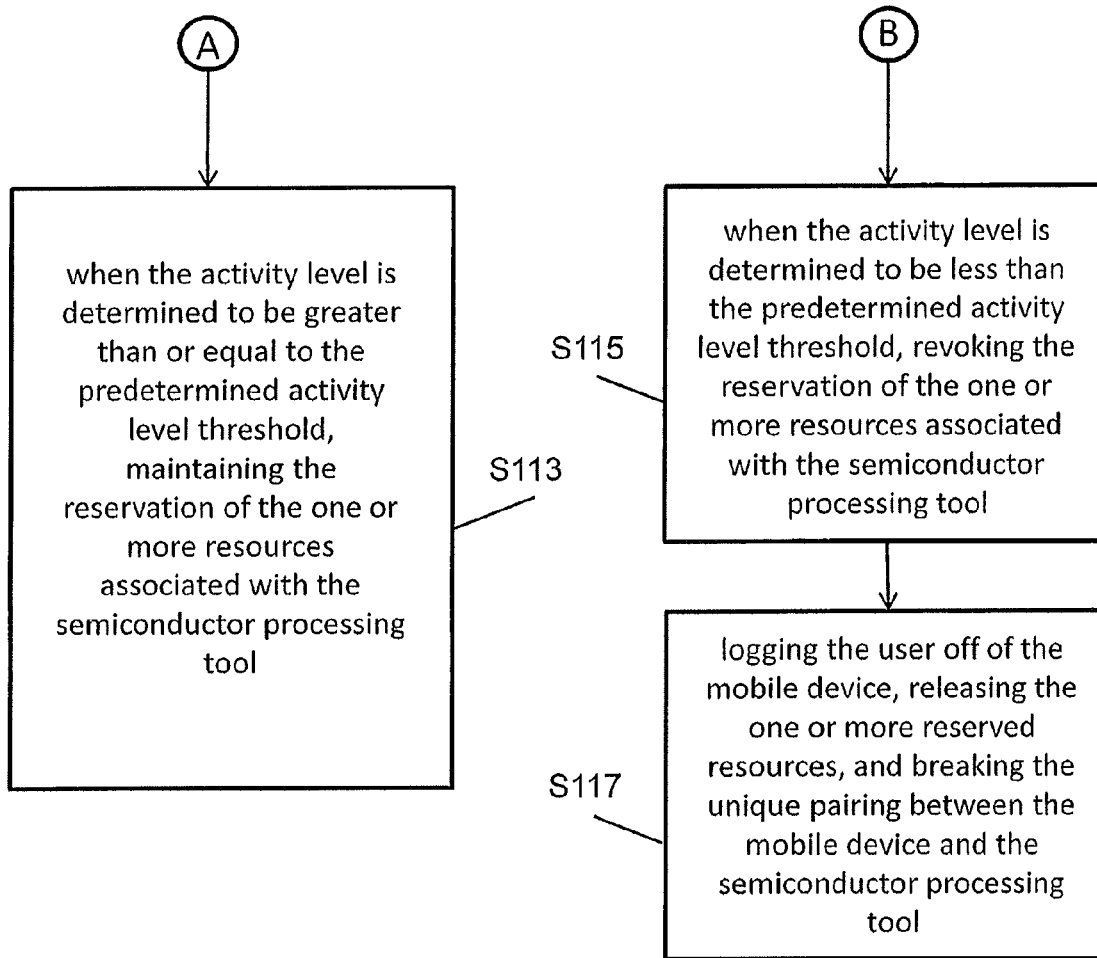 A
when the activity level is
determined to be greater
than or equal to the
predetermined activity
level threshold,
maintaining the
reservation of the one or
more resources
associated with the
semiconductor processing
tool
S113
B
when the activity level is
determined to be less than
the predetermined activity
level threshold, revoking the
reservation of the one or
more resources associated
with the semiconductor
processing tool
S115
logging the user off of the
mobile device, releasing the
one or more reserved
resources, and breaking the
unique pairing between the
mobile device and the
semiconductor processing
tool
S117